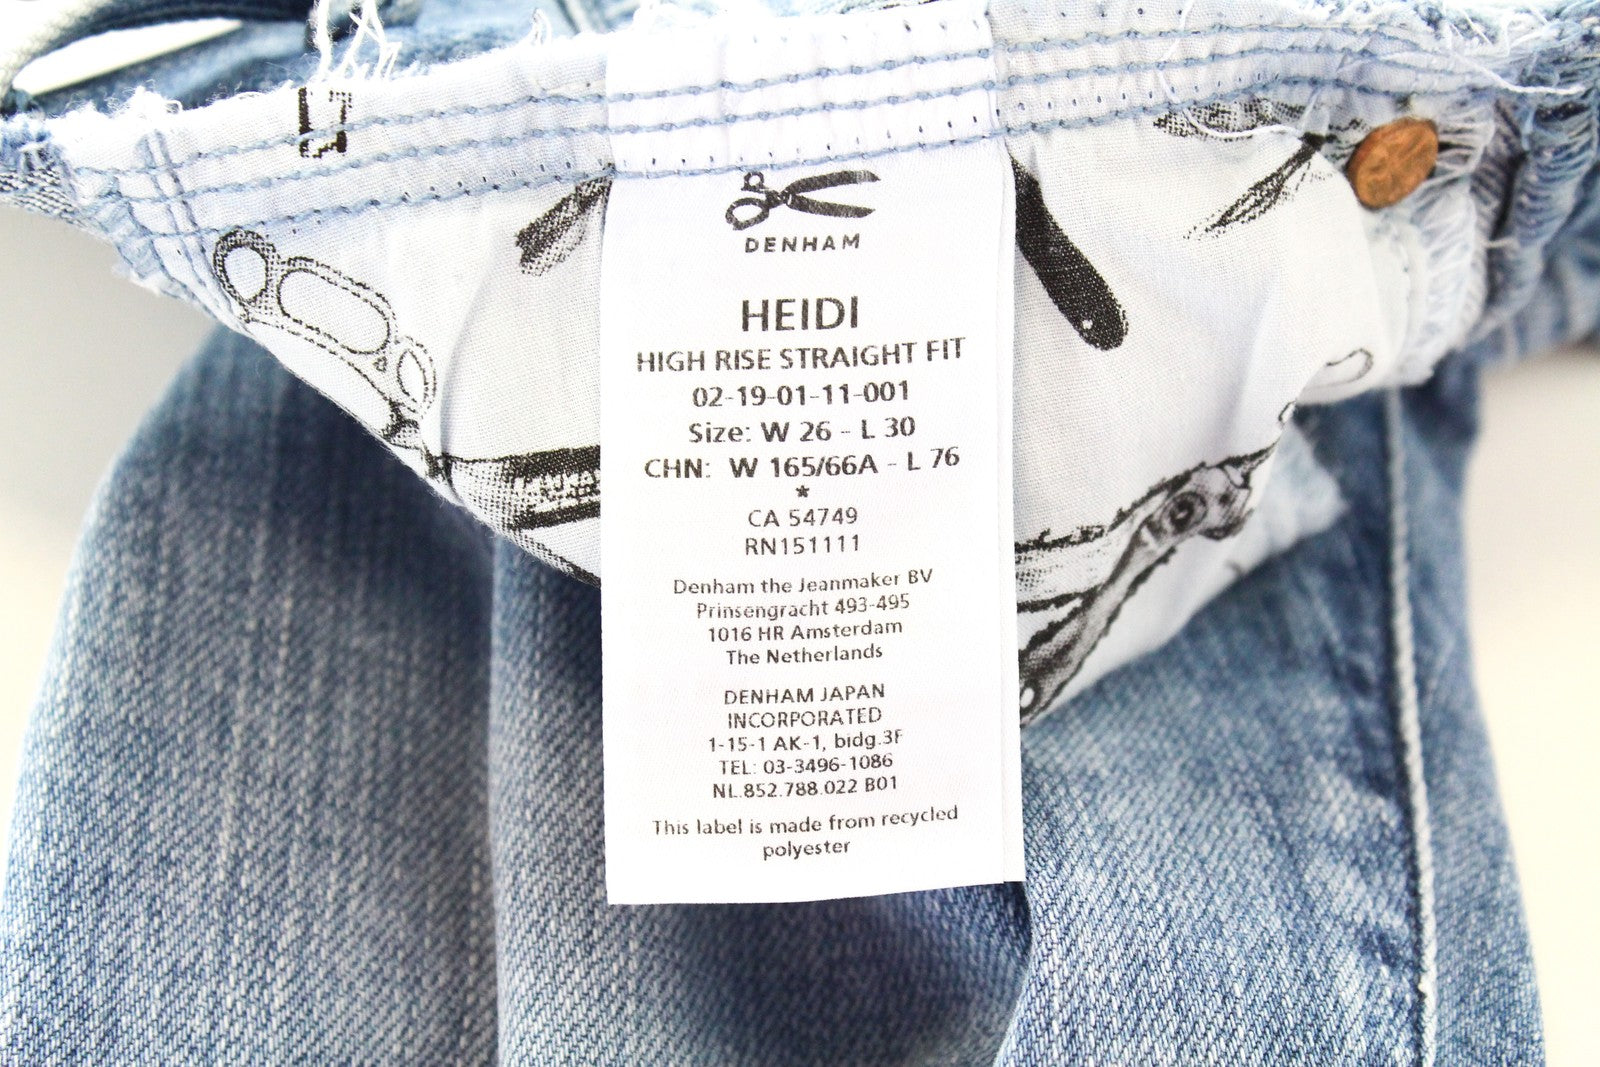 DENHAM
HEIDI
HIGH RISE STRAIGHT FIT
02-19-01-11-001
Size: W 26 - L 30
CHN: W 165/66A - L 76
*
CA 54749
RN151111
Denham the Jeanmaker BV
Prinsengracht 493-495
1016 HR Amsterdam
The Netherlands
DENHAM JAPAN
INCORPORATED
1-15-1 AK-1, bidg.3F
TEL: 03-3496-1086
NL.852.788.022 B01
This label is made from recycled
polyester